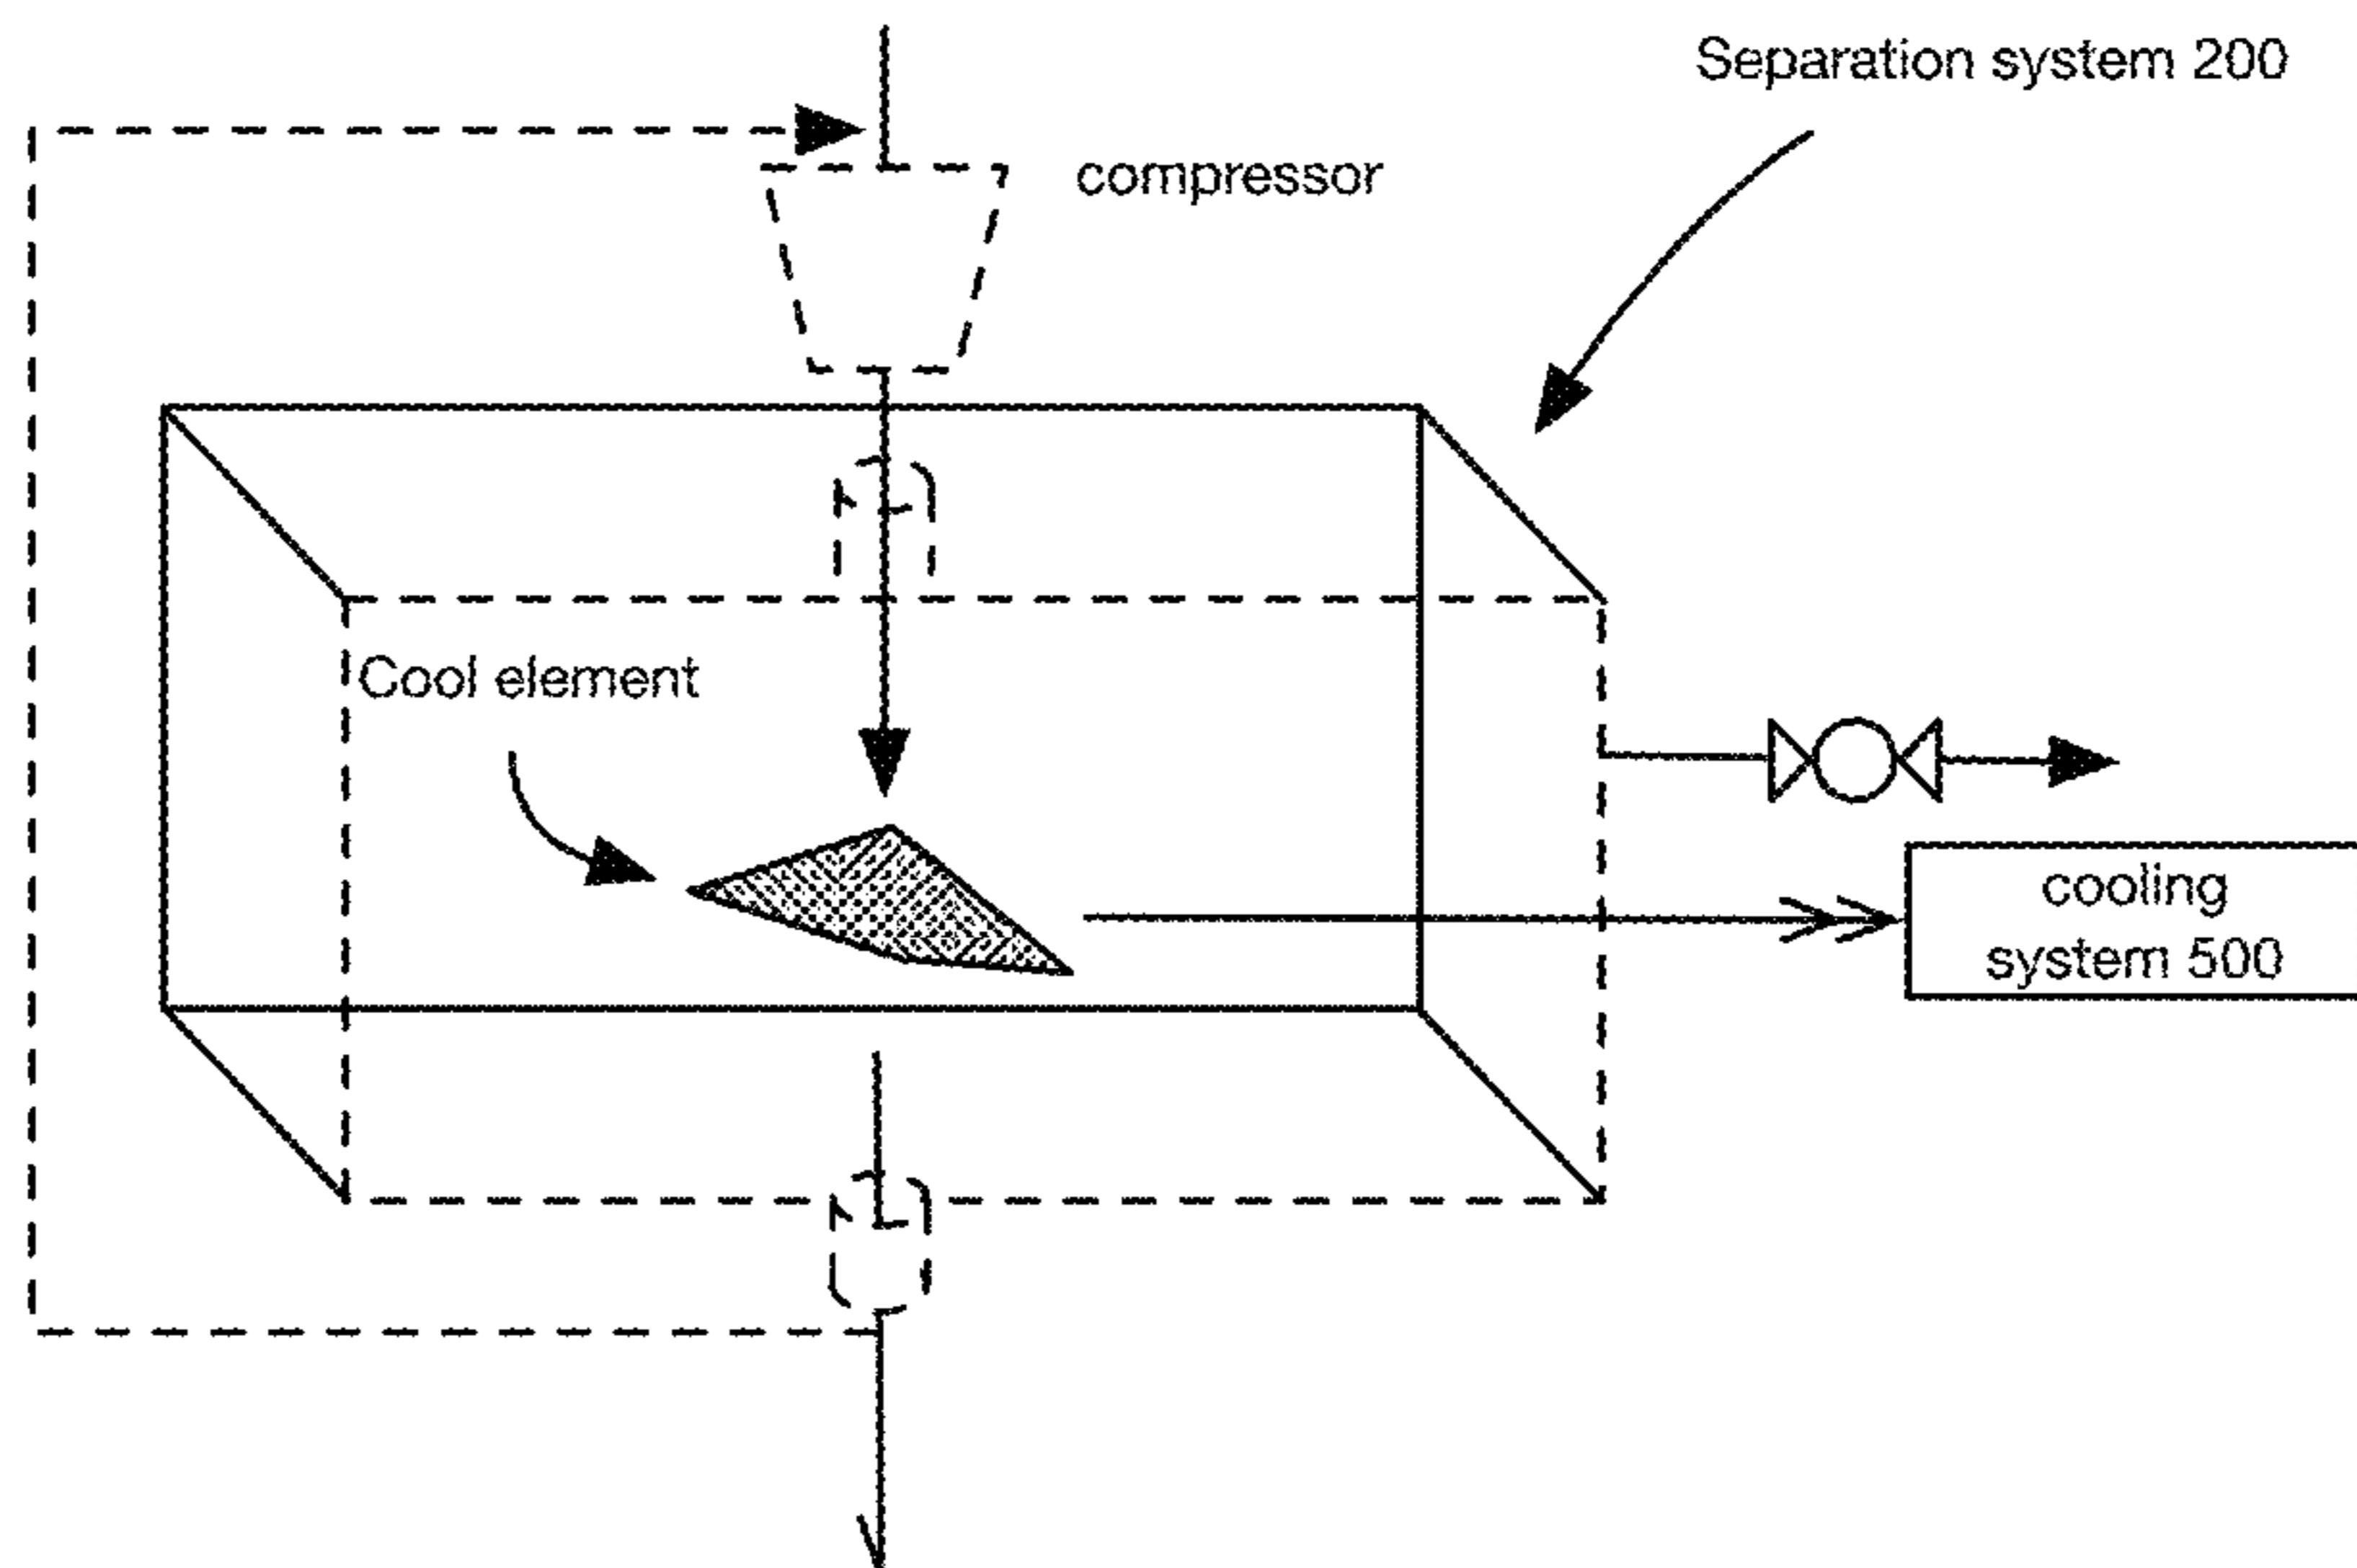 Separation system 200
compressor
Cool element
cooling
system 500